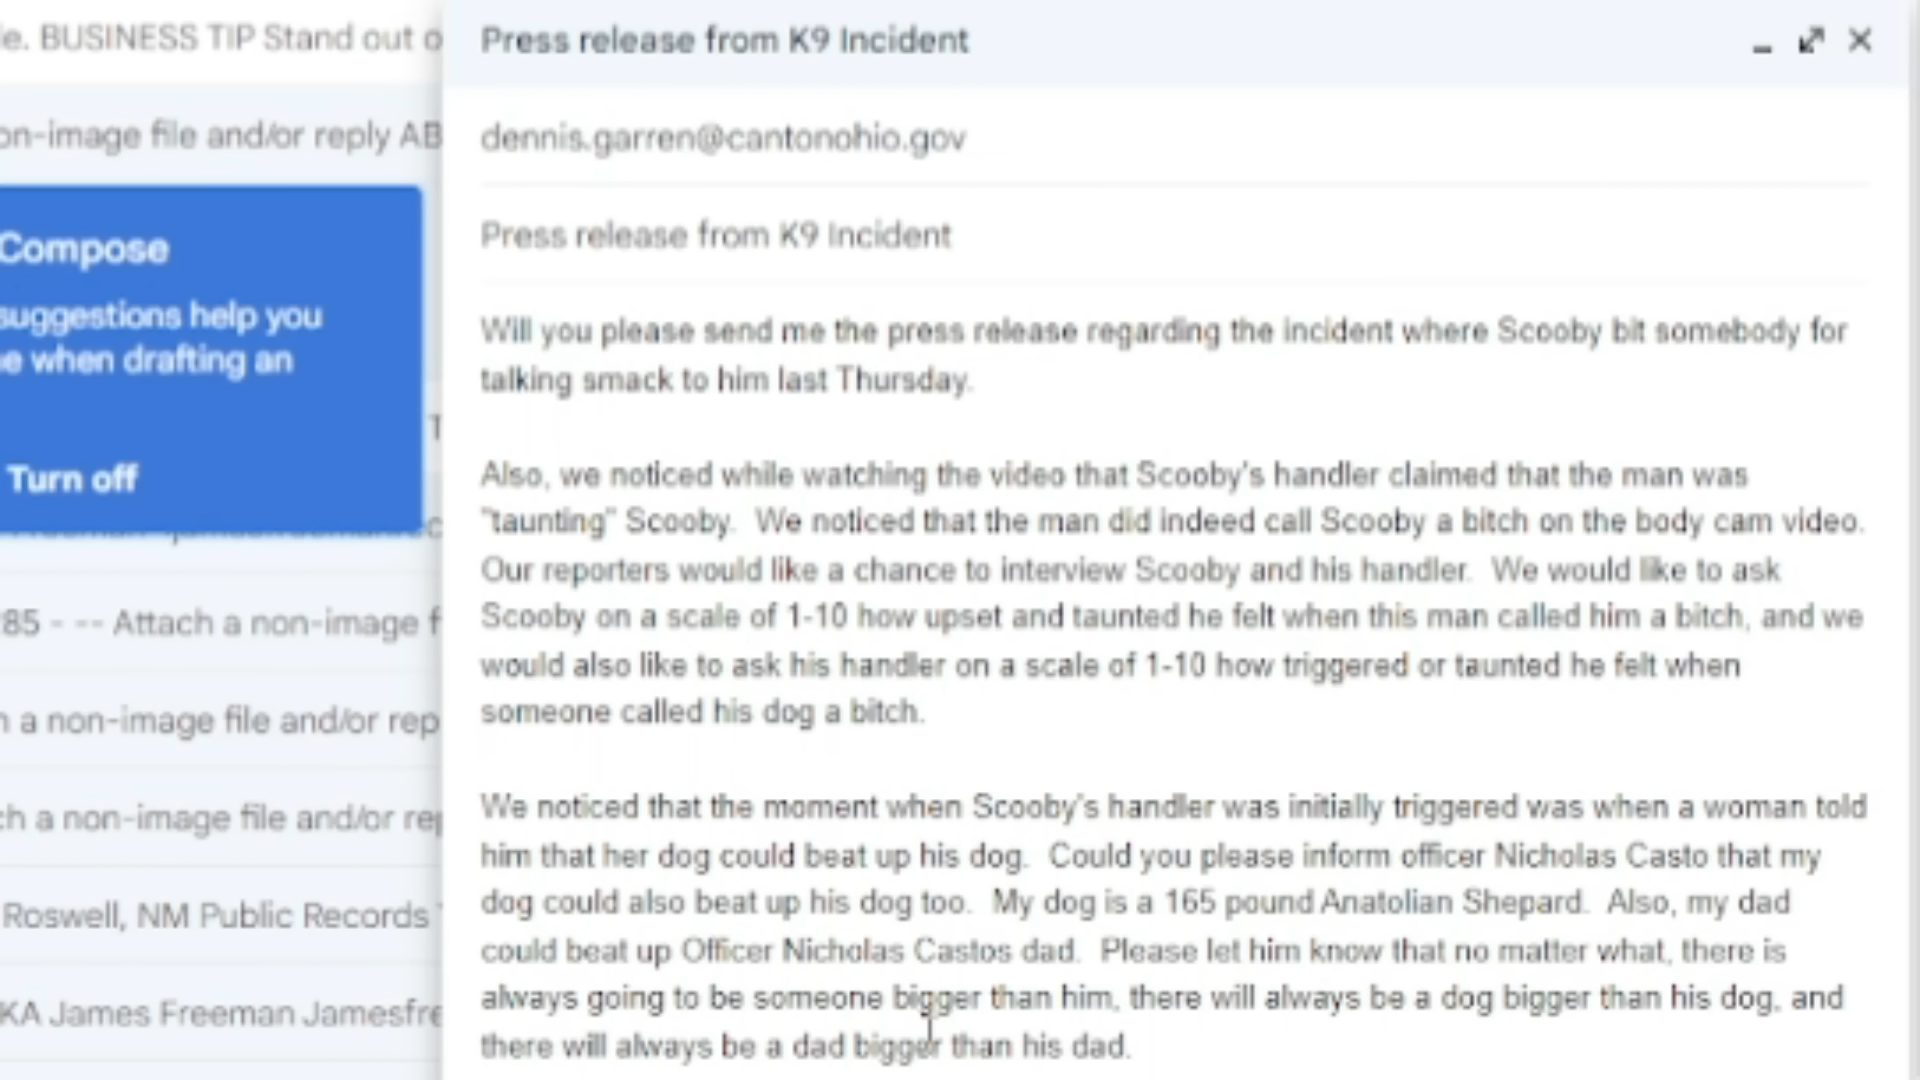 le. BUSINESS TIP Stand out o
on-image file and/or reply AB
Compose
suggestions help you
e when drafting an
Turn off
85 - -- Attach a non-image f
h a non-image file and/or rep
ch a non-image file and/or rep
Roswell, NM Public Records
KA James Freeman Jamesfre
Press release from K9 Incident
dennis.garren@cantonohio.gov
Press release from K9 Incident
Will you please send me the press release regarding the incident where Scooby bit somebody for
talking smack to him last Thursday.
Also, we noticed while watching the video that Scooby's handler claimed that the man was
"taunting" Scooby. We noticed that the man did indeed call Scooby a bitch on the body cam video.
Our reporters would like a chance to interview Scooby and his handler. We would like to ask
Scooby on a scale of 1-10 how upset and taunted he felt when this man called him a bitch, and we
would also like to ask his handler on a scale of 1-10 how triggered or taunted he felt when
someone called his dog a bitch.
We noticed that the moment when Scooby's handler was initially triggered was when a woman told
him that her dog could beat up his dog. Could you please inform officer Nicholas Casto that my
dog could also beat up his dog too. My dog is a 165 pound Anatolian Shepard. Also, my dad
could beat up Officer Nicholas Castos dad. Please let him know that no matter what, there is
always going to be someone bigger than him, there will always be a dog bigger than his dog, and
there will always be a dad bigger than his dad.